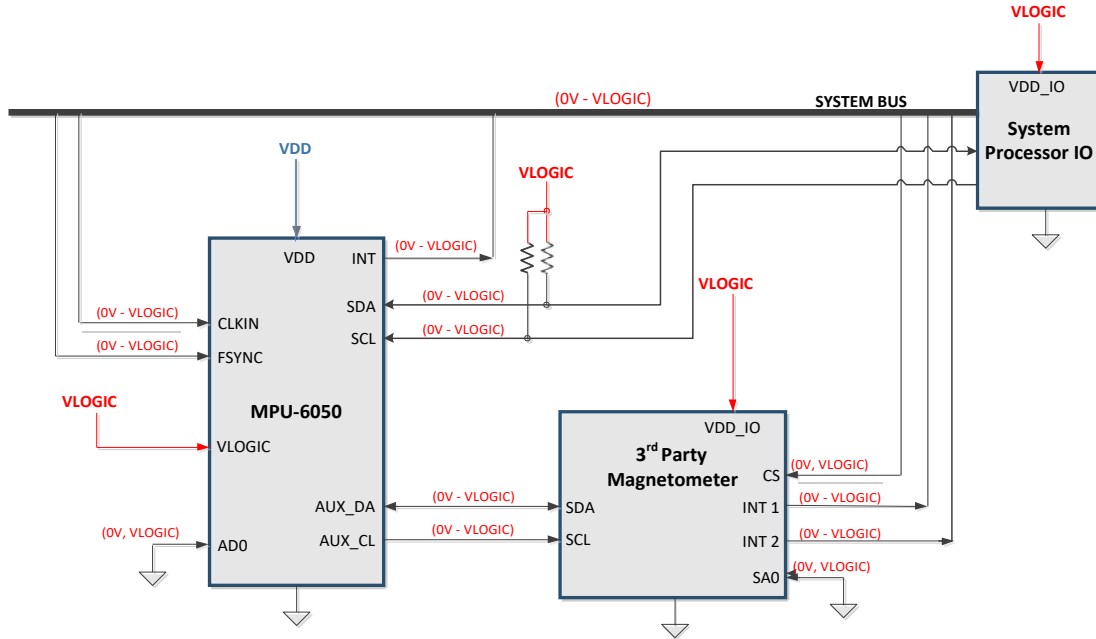 VLOGIC
VDD_IO
System
Processor IO
(0V - VLOGIC)
SYSTEM BUS
VDD
VLOGIC
VDD
INT
(0V - VLOGIC)
SDA
(0V - VLOGIC)
SCL
(0V - VLOGIC)
(0V - VLOGIC)
CLKIN
(0V - VLOGIC)
FSYNC
MPU-6050
VLOGIC
VLOGIC
AUX_DA
(0V - VLOGIC)
AUX_CL
(0V - VLOGIC)
(0V, VLOGIC)
AD0
VLOGIC
VDD_IO
3rd Party
Magnetometer
SDA
SCL
CS
(0V, VLOGIC)
INT 1
(0V - VLOGIC)
INT 2
(0V - VLOGIC)
SA0
(0V, VLOGIC)